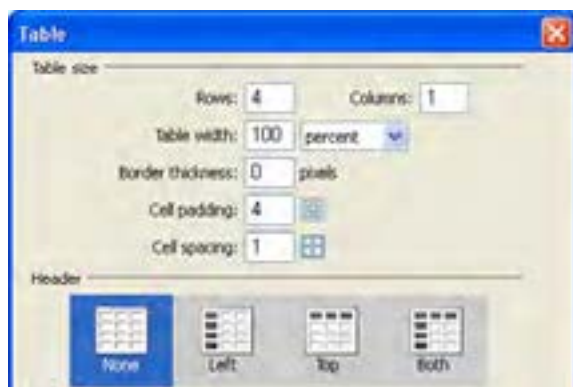 Table
Table size
Rows: 4 Columns: 1
Table width: 100 percent
Border thickness: 0 pixels
Cell padding: 4
Cell spacing: 1
Header
None Left Top Both